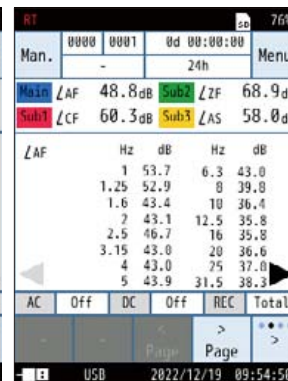 RT SD 76%
Man. 0000 0001 0d 00:00:00 Menu
- 24h
Main LAF 48.8dB Sub2 LZF 68.9d
Sub1 LCF 60.3dB Sub3 LAS 58.0d
LAF Hz dB Hz dB
1 53.7 6.3 43.0
1.25 52.9 8 39.8
1.6 43.4 10 36.4
2 43.1 12.5 35.8
2.5 46.7 16 35.8
3.15 43.0 20 36.6
4 43.0 25 37.0
5 43.9 31.5 38.3
AC Off DC Off REC Total
- - < >
Page Page >
USB 2022/12/19 09:54:56